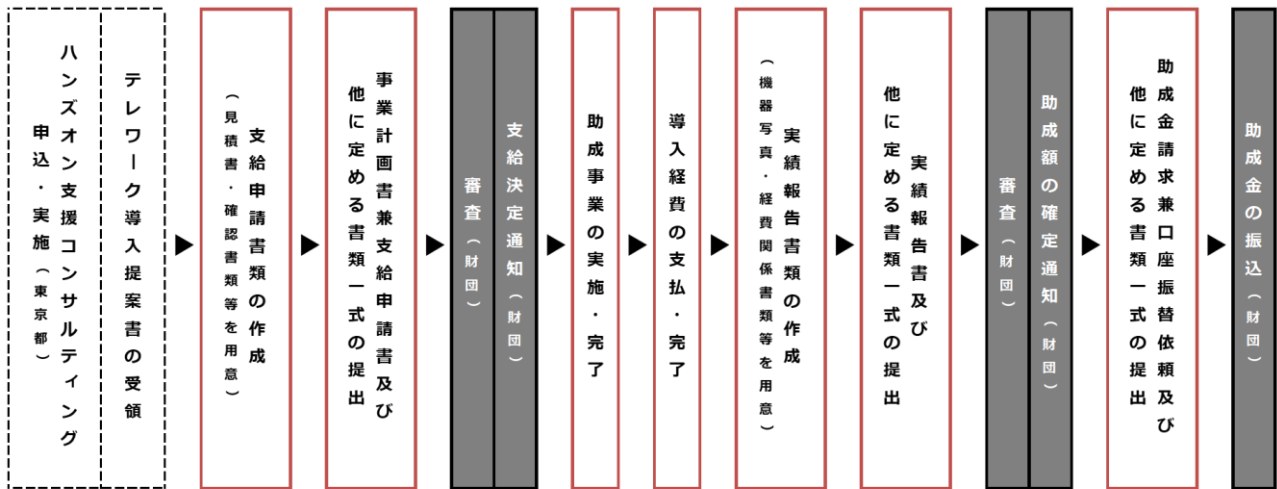 ハンズオン支援コンサルティング
申込・実施（東京都）
テレワーク導入提案書の受領
支給申請書類の作成
（見積書・確認書類等を用意）
事業計画書兼支給申請書及び
他に定める書類一式の提出
審査（財団）
支給決定通知（財団）
助成事業の実施・完了
導入経費の支払・完了
実績報告書類の作成
（機器写真・経費関係書類等を用意）
実績報告書及び
他に定める書類一式の提出
審査（財団）
助成額の確定通知（財団）
助成金請求兼口座振替依頼及び
他に定める書類一式の提出
助成金の振込（財団）